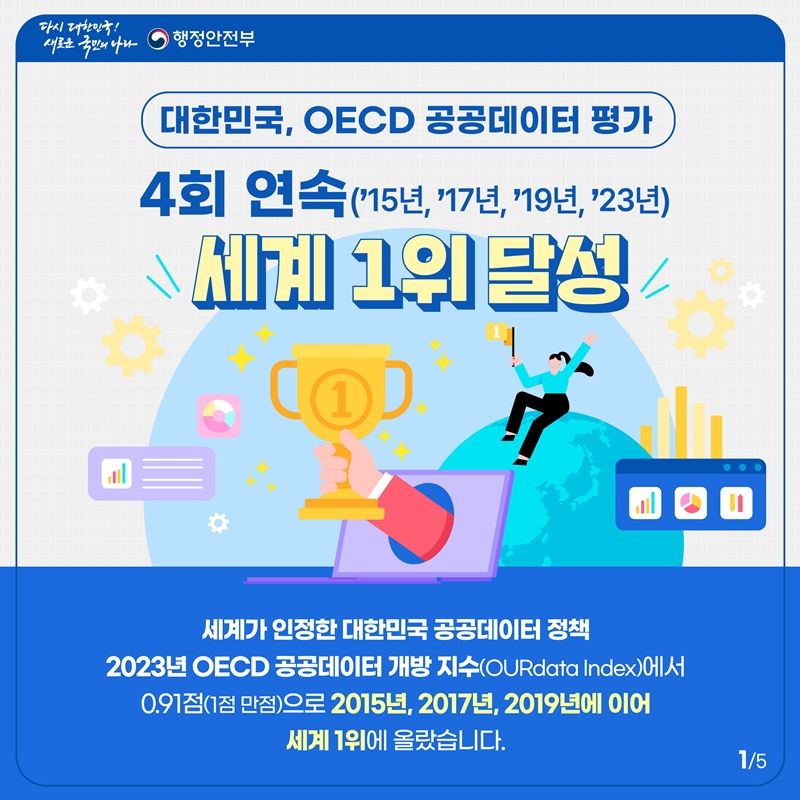 다시 대한민국!
새로운 국민의 나라
행정안전부
대한민국, OECD 공공데이터 평가
4회 연속(’15년, ’17년, ’19년, ’23년)
세계 1위 달성
1
1
세계가 인정한 대한민국 공공데이터 정책
2023년 OECD 공공데이터 개방 지수(OURdata Index)에서
0.91점(1점 만점)으로 2015년, 2017년, 2019년에 이어
세계 1위에 올랐습니다.
1/5